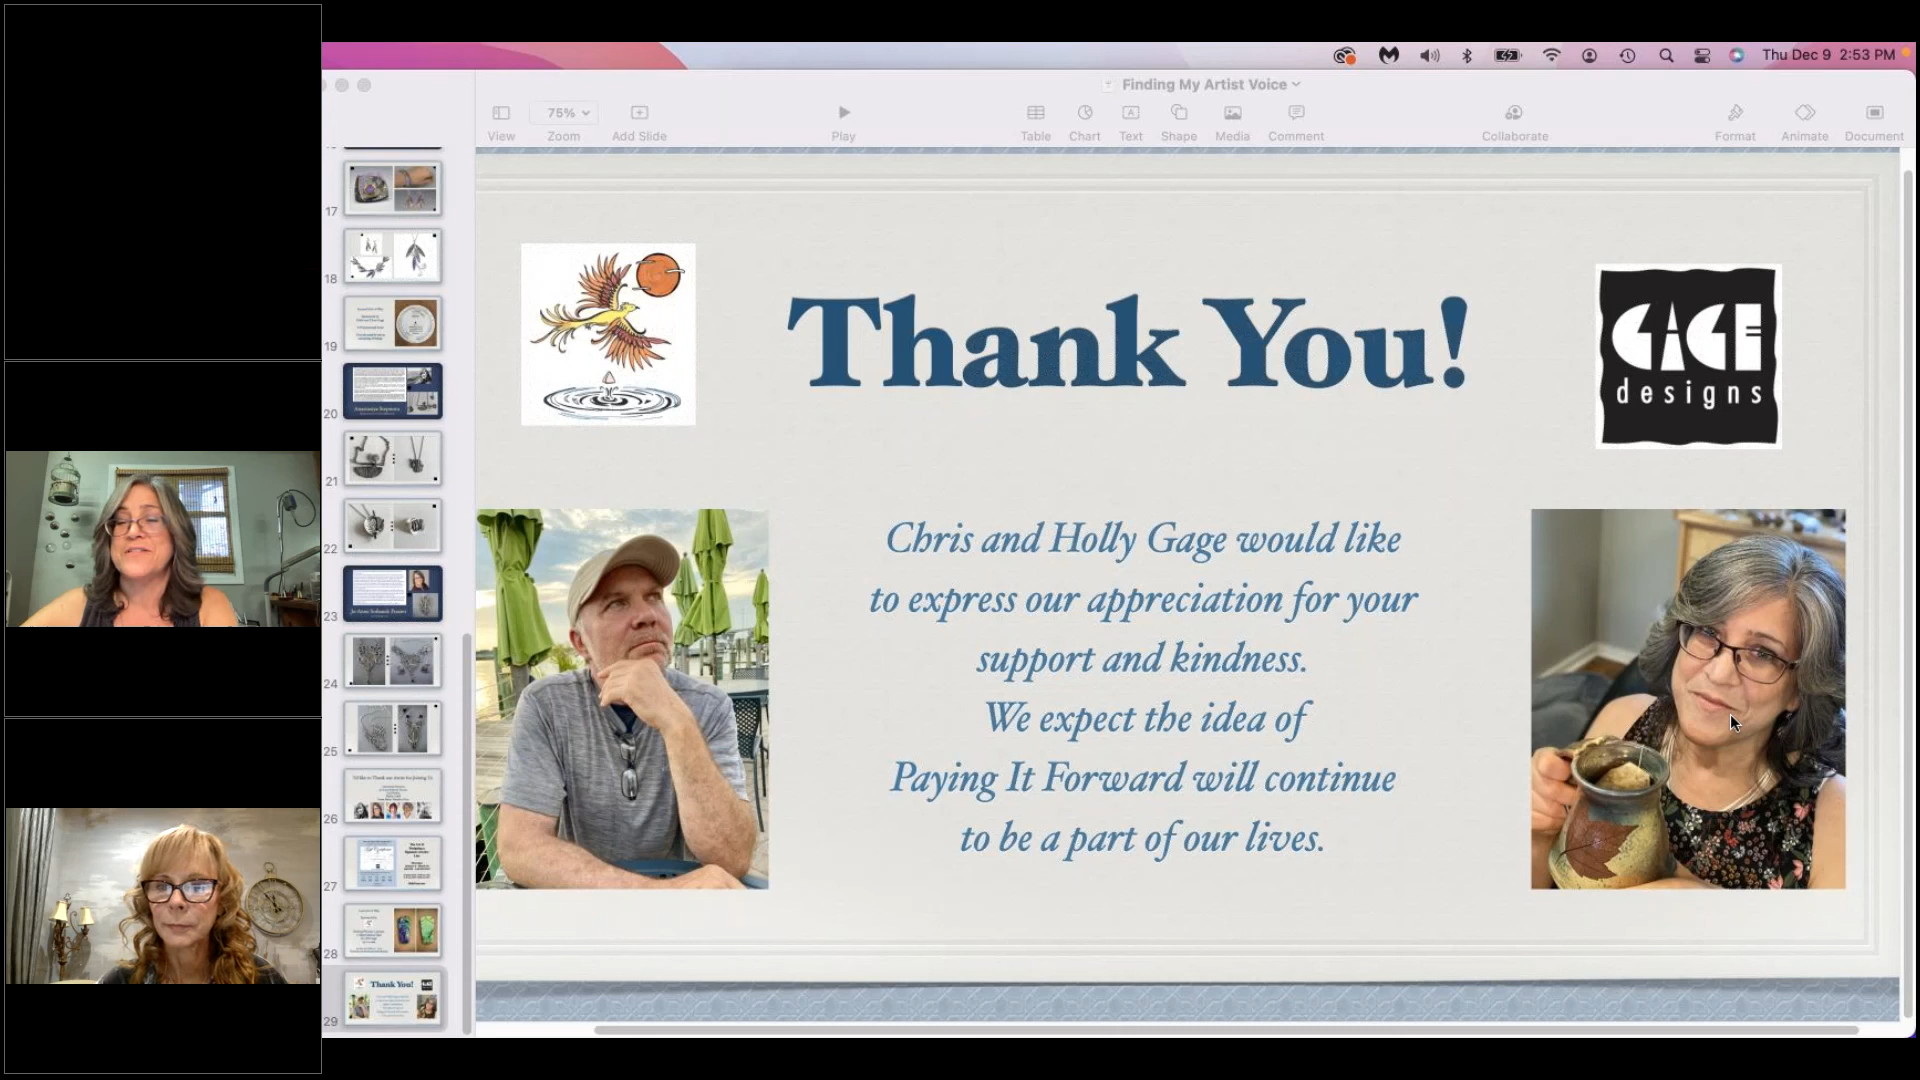 Thu Dec 9 2:53 PM
Finding My Artist Voice
75%
View Zoom Add Slide Play Table Chart Text Shape Media Comment Collaborate Format Animate Document
17
18
19
20
21
22
23
24
25
26
27
28
Thank You!
29
Thank You!
GAGE
designs
Chris and Holly Gage would like
to express our appreciation for your
support and kindness.
We expect the idea of
Paying It Forward will continue
to be a part of our lives.